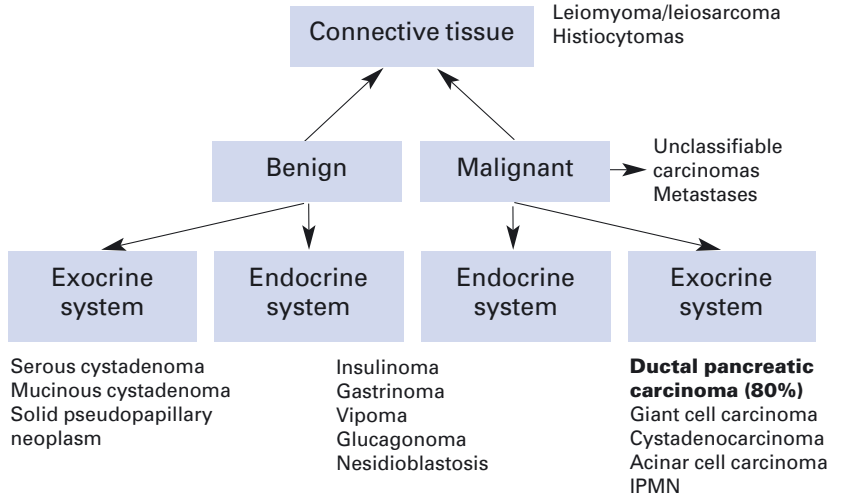 Connective tissue
Leiomyoma/leiosarcoma
Histiocytomas
Benign
Malignant
Unclassifiable
carcinomas
Metastases
Exocrine
system
Endocrine
system
Endocrine
system
Exocrine
system
Serous cystadenoma
Mucinous cystadenoma
Solid pseudopapillary
neoplasm
Insulinoma
Gastrinoma
Vipoma
Glucagonoma
Nesidioblastosis
Ductal pancreatic
carcinoma (80%)
Giant cell carcinoma
Cystadenocarcinoma
Acinar cell carcinoma
IPMN